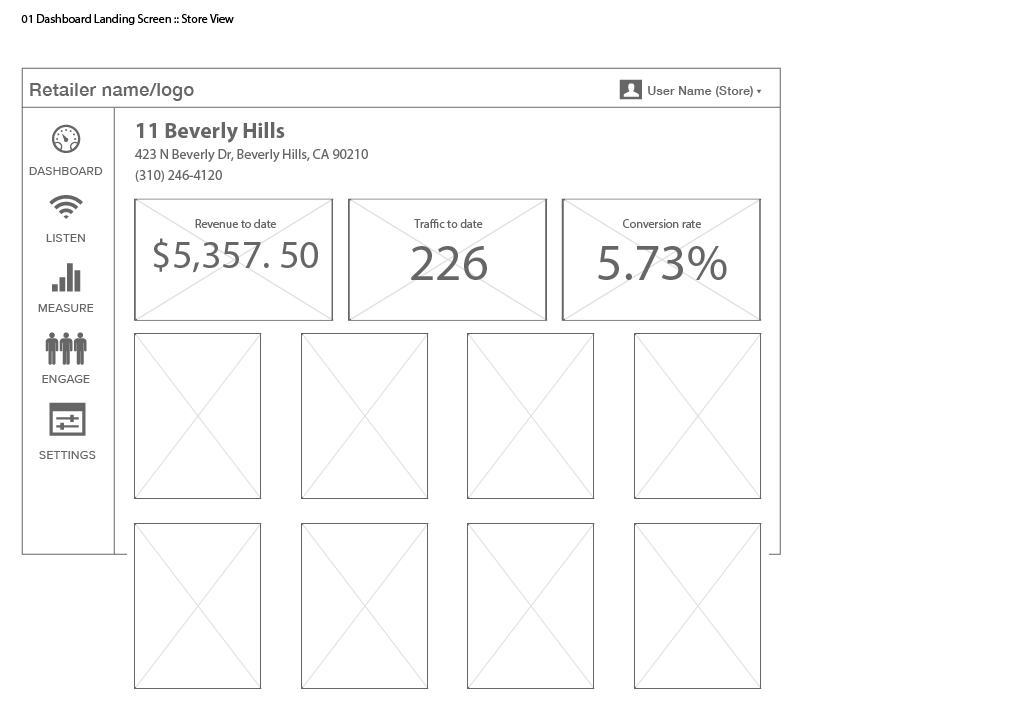 01 Dashboard Landing Screen :: Store View
Retailer name/logo
User Name (Store)
11 Beverly Hills
423 N Beverly Dr, Beverly Hills, CA 90210
(310) 246-4120
DASHBOARD
LISTEN
MEASURE
ENGAGE
SETTINGS
Revenue to date
$5,357. 50
Traffic to date
226
Conversion rate
5.73%